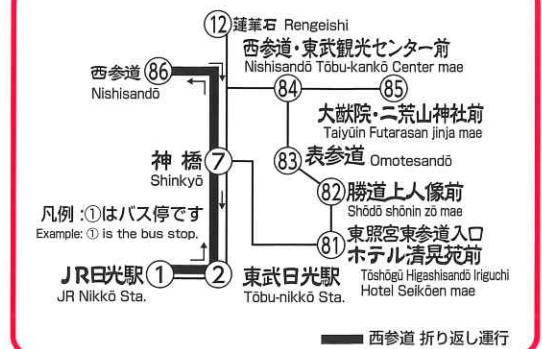 ⑫蓮華石 Rengeishi
西参道・東武観光センター前
Nishisandō Tōbu-kankō Center mae
西参道 86
Nishisandō
84
85
大猷院・二荒山神社前
Taiyūin Futarasan jinja mae
神橋 ⑦
Shinkyō
83 表参道 Omotesandō
82 勝道上人像前
Shōdō shōnin zō mae
凡例 :①はバス停です
Example: ① is the bus stop.
81 東照宮東参道入口
ホテル清晃苑前
Tōshōgū Higashisandō Iriguchi
Hotel Seikōen mae
JR日光駅 ①
JR Nikkō Sta.
② 東武日光駅
Tōbu-nikkō Sta.
西参道 折り返し運行